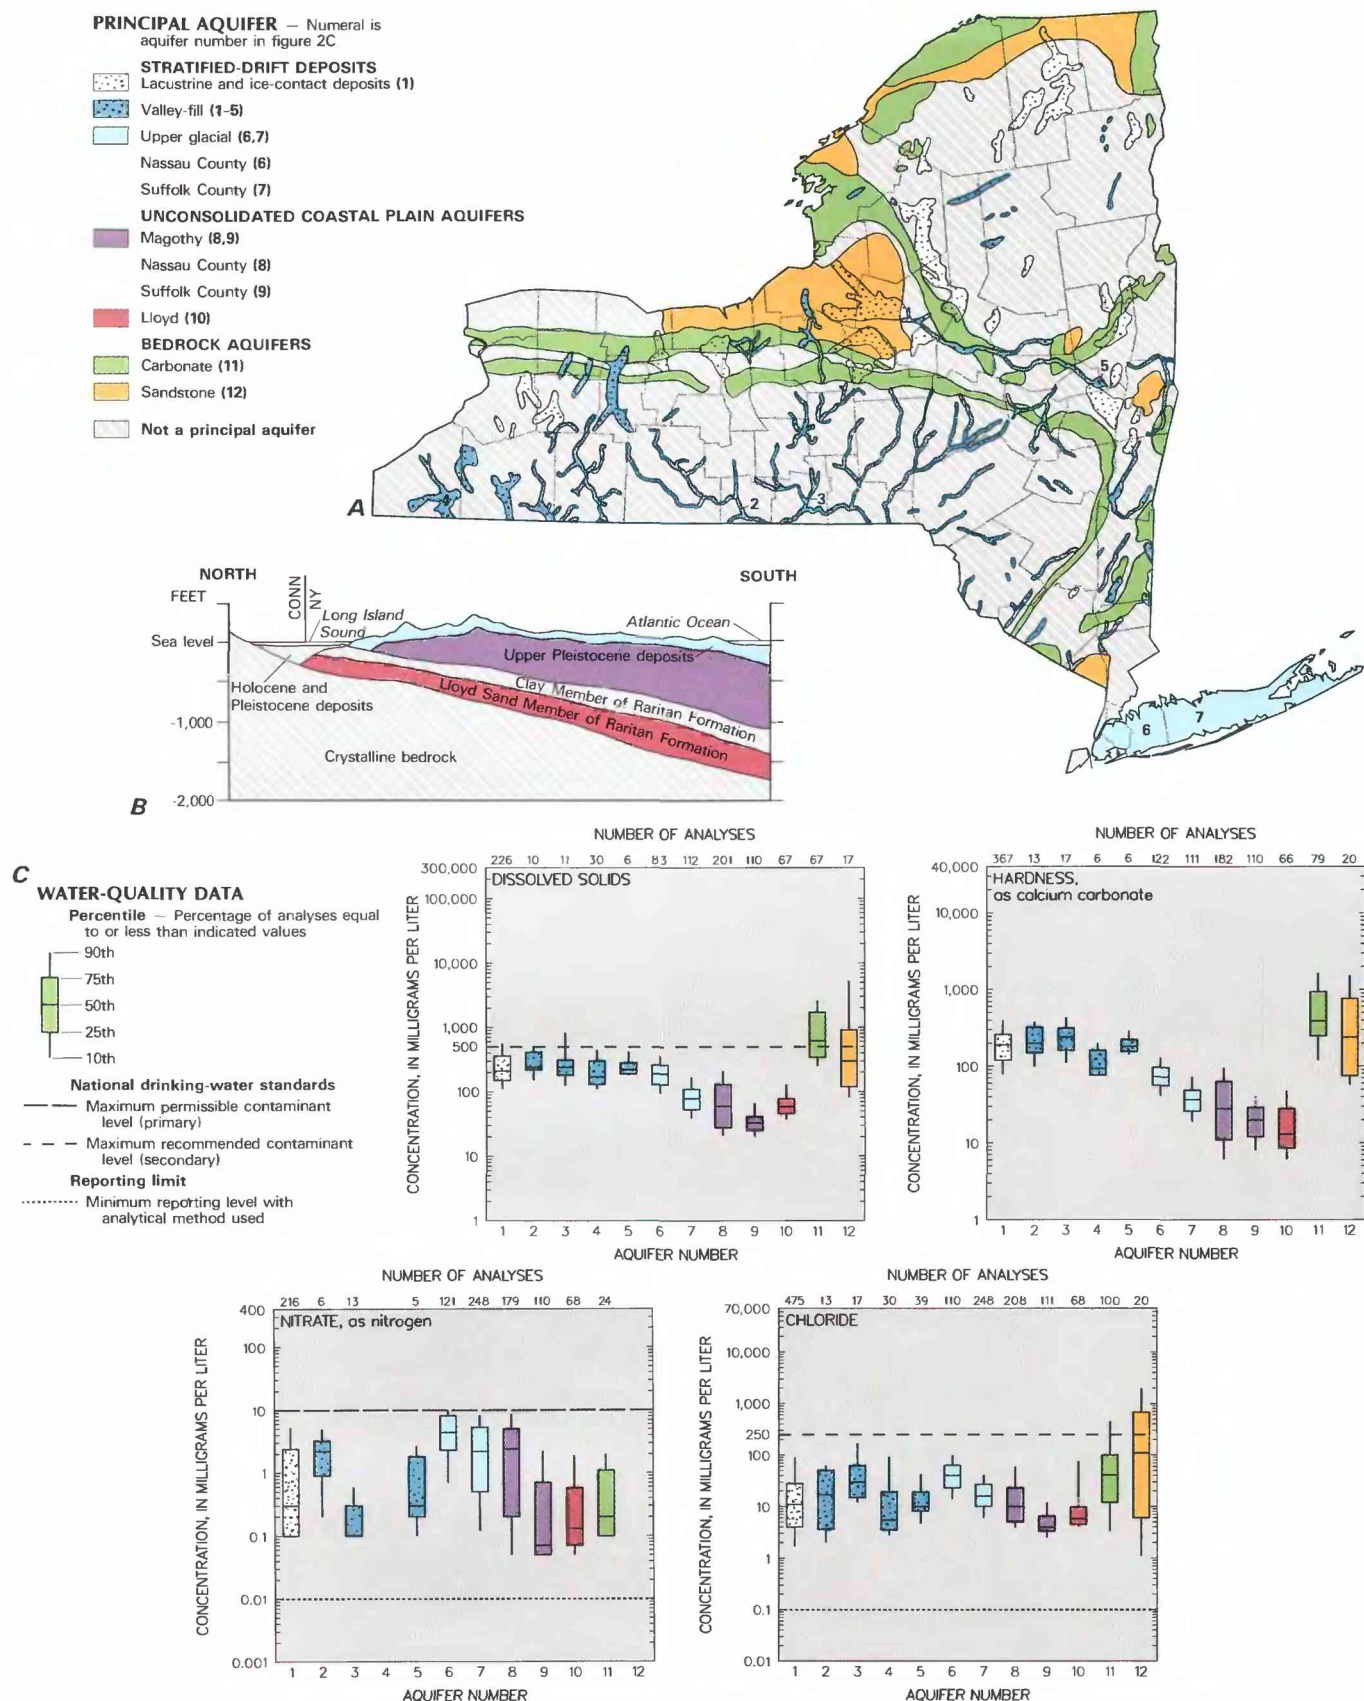 PRINCIPAL AQUIFER — Numeral is
aquifer number in figure 2C
STRATIFIED-DRIFT DEPOSITS
Lacustrine and ice-contact deposits (1)
Valley-fill (1-5)
Upper glacial (6,7)
Nassau County (6)
Suffolk County (7)
UNCONSOLIDATED COASTAL PLAIN AQUIFERS
Magothy (8,9)
Nassau County (8)
Suffolk County (9)
Lloyd (10)
BEDROCK AQUIFERS
Carbonate (11)
Sandstone (12)
Not a principal aquifer
A
4
2
3
5
6
7
NORTH
SOUTH
FEET
CONN
NY
Long Island
Sound
Atlantic Ocean
Sea level
Upper Pleistocene deposits
Clay Member of Raritan Formation
Lloyd Sand Member of Raritan Formation
Holocene and
Pleistocene deposits
-1,000
Crystalline bedrock
-2,000
B
C
WATER-QUALITY DATA
Percentile — Percentage of analyses equal
to or less than indicated values
90th
75th
50th
25th
10th
National drinking-water standards
Maximum permissible contaminant
level (primary)
Maximum recommended contaminant
level (secondary)
Reporting limit
Minimum reporting level with
analytical method used
NUMBER OF ANALYSES
226 10 11 30 6 83 112 201 110 67 67 17
DISSOLVED SOLIDS
CONCENTRATION, IN MILLIGRAMS PER LITER
300,000
100,000
10,000
1,000
500
100
10
1
1 2 3 4 5 6 7 8 9 10 11 12
AQUIFER NUMBER
NUMBER OF ANALYSES
367 13 17 6 6 122 111 182 110 66 79 20
HARDNESS,
as calcium carbonate
CONCENTRATION, IN MILLIGRAMS PER LITER
40,000
10,000
1,000
100
10
1
1 2 3 4 5 6 7 8 9 10 11 12
AQUIFER NUMBER
NUMBER OF ANALYSES
216 6 13 5 121 248 179 110 68 24
NITRATE, as nitrogen
CONCENTRATION, IN MILLIGRAMS PER LITER
400
100
10
1
0.1
0.01
0.001
1 2 3 4 5 6 7 8 9 10 11 12
AQUIFER NUMBER
NUMBER OF ANALYSES
475 13 17 30 39 110 248 208 111 68 100 20
CHLORIDE
CONCENTRATION, IN MILLIGRAMS PER LITER
70,000
10,000
1,000
250
100
10
1
0.1
0.01
1 2 3 4 5 6 7 8 9 10 11 12
AQUIFER NUMBER